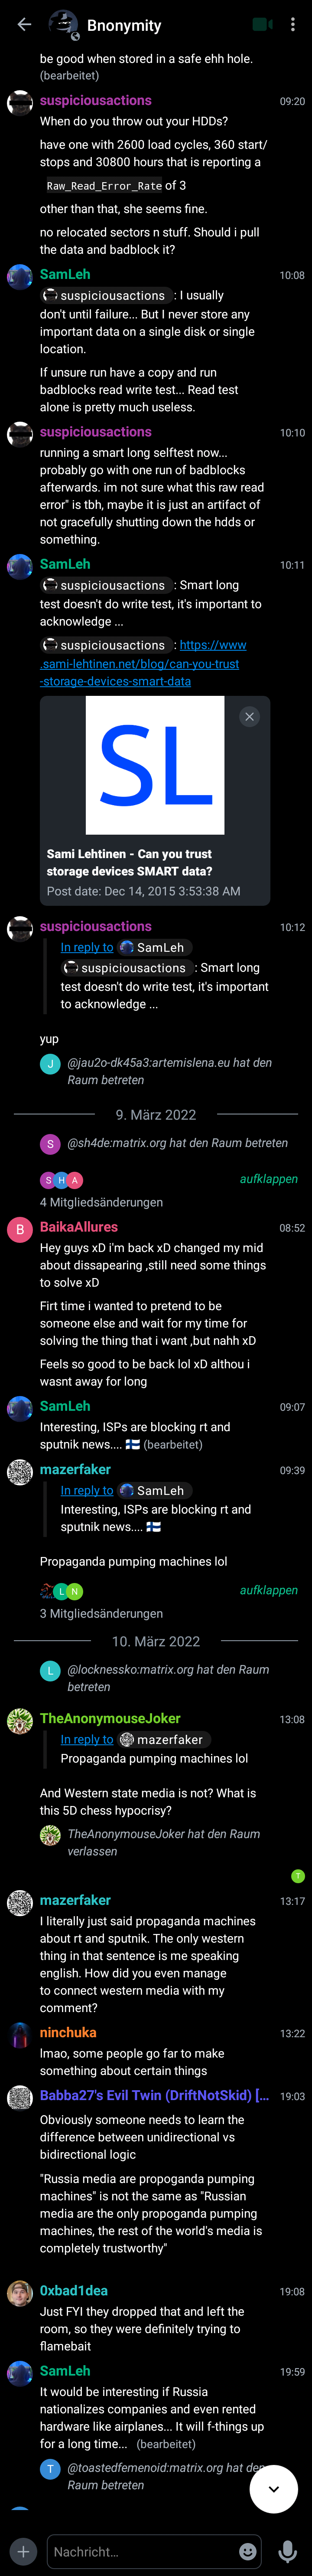 Bnonymity
be good when stored in a safe ehh hole.
(bearbeitet)
suspiciousactions
09:20
When do you throw out your HDDs?
have one with 2600 load cycles, 360 start/
stops and 30800 hours that is reporting a
Raw_Read_Error_Rate of 3
other than that, she seems fine.
no relocated sectors n stuff. Should i pull
the data and badblock it?
SamLeh
10:08
suspiciousactions : I usually
don't until failure... But I never store any
important data on a single disk or single
location.
If unsure run have a copy and run
badblocks read write test... Read test
alone is pretty much useless.
suspiciousactions
10:10
running a smart long selftest now...
probably go with one run of badblocks
afterwards. im not sure what this raw read
error" is tbh, maybe it is just an artifact of
not gracefully shutting down the hdds or
something.
SamLeh
10:11
suspiciousactions : Smart long
test doesn't do write test, it's important to
acknowledge ...
suspiciousactions : https://www
.sami-lehtinen.net/blog/can-you-trust
-storage-devices-smart-data
SL
Sami Lehtinen - Can you trust
storage devices SMART data?
Post date: Dec 14, 2015 3:53:38 AM
suspiciousactions
10:12
In reply to SamLeh
suspiciousactions : Smart long
test doesn't do write test, it's important
to acknowledge ...
yup
J
@jau2o-dk45a3:artemislena.eu hat den
Raum betreten
9. März 2022
S
@sh4de:matrix.org hat den Raum betreten
S H A
aufklappen
4 Mitgliedsänderungen
B
BaikaAllures
08:52
Hey guys xD i'm back xD changed my mid
about dissapearing ,still need some things
to solve xD
Firt time i wanted to pretend to be
someone else and wait for my time for
solving the thing that i want ,but nahh xD
Feels so good to be back lol xD althou i
wasnt away for long
SamLeh
09:07
Interesting, ISPs are blocking rt and
sputnik news.... 🇫🇮 (bearbeitet)
mazerfaker
09:39
In reply to SamLeh
Interesting, ISPs are blocking rt and
sputnik news.... 🇫🇮
Propaganda pumping machines lol
L N
aufklappen
3 Mitgliedsänderungen
10. März 2022
L
@locknessko:matrix.org hat den Raum
betreten
TheAnonymouseJoker
13:08
In reply to mazerfaker
Propaganda pumping machines lol
And Western state media is not? What is
this 5D chess hypocrisy?
TheAnonymouseJoker hat den Raum
verlassen
T
mazerfaker
13:17
I literally just said propaganda machines
about rt and sputnik. The only western
thing in that sentence is me speaking
english. How did you even manage
to connect western media with my
comment?
ninchuka
13:22
lmao, some people go far to make
something about certain things
Babba27's Evil Twin (DriftNotSkid) [...
19:03
Obviously someone needs to learn the
difference between unidirectional vs
bidirectional logic
"Russia media are propoganda pumping
machines" is not the same as "Russian
media are the only propoganda pumping
machines, the rest of the world's media is
completely trustworthy"
0xbad1dea
19:08
Just FYI they dropped that and left the
room, so they were definitely trying to
flamebait
SamLeh
19:59
It would be interesting if Russia
nationalizes companies and even rented
hardware like airplanes... It will f-things up
for a long time... (bearbeitet)
T
@toastedfemenoid:matrix.org hat
Raum betreten
Nachricht...